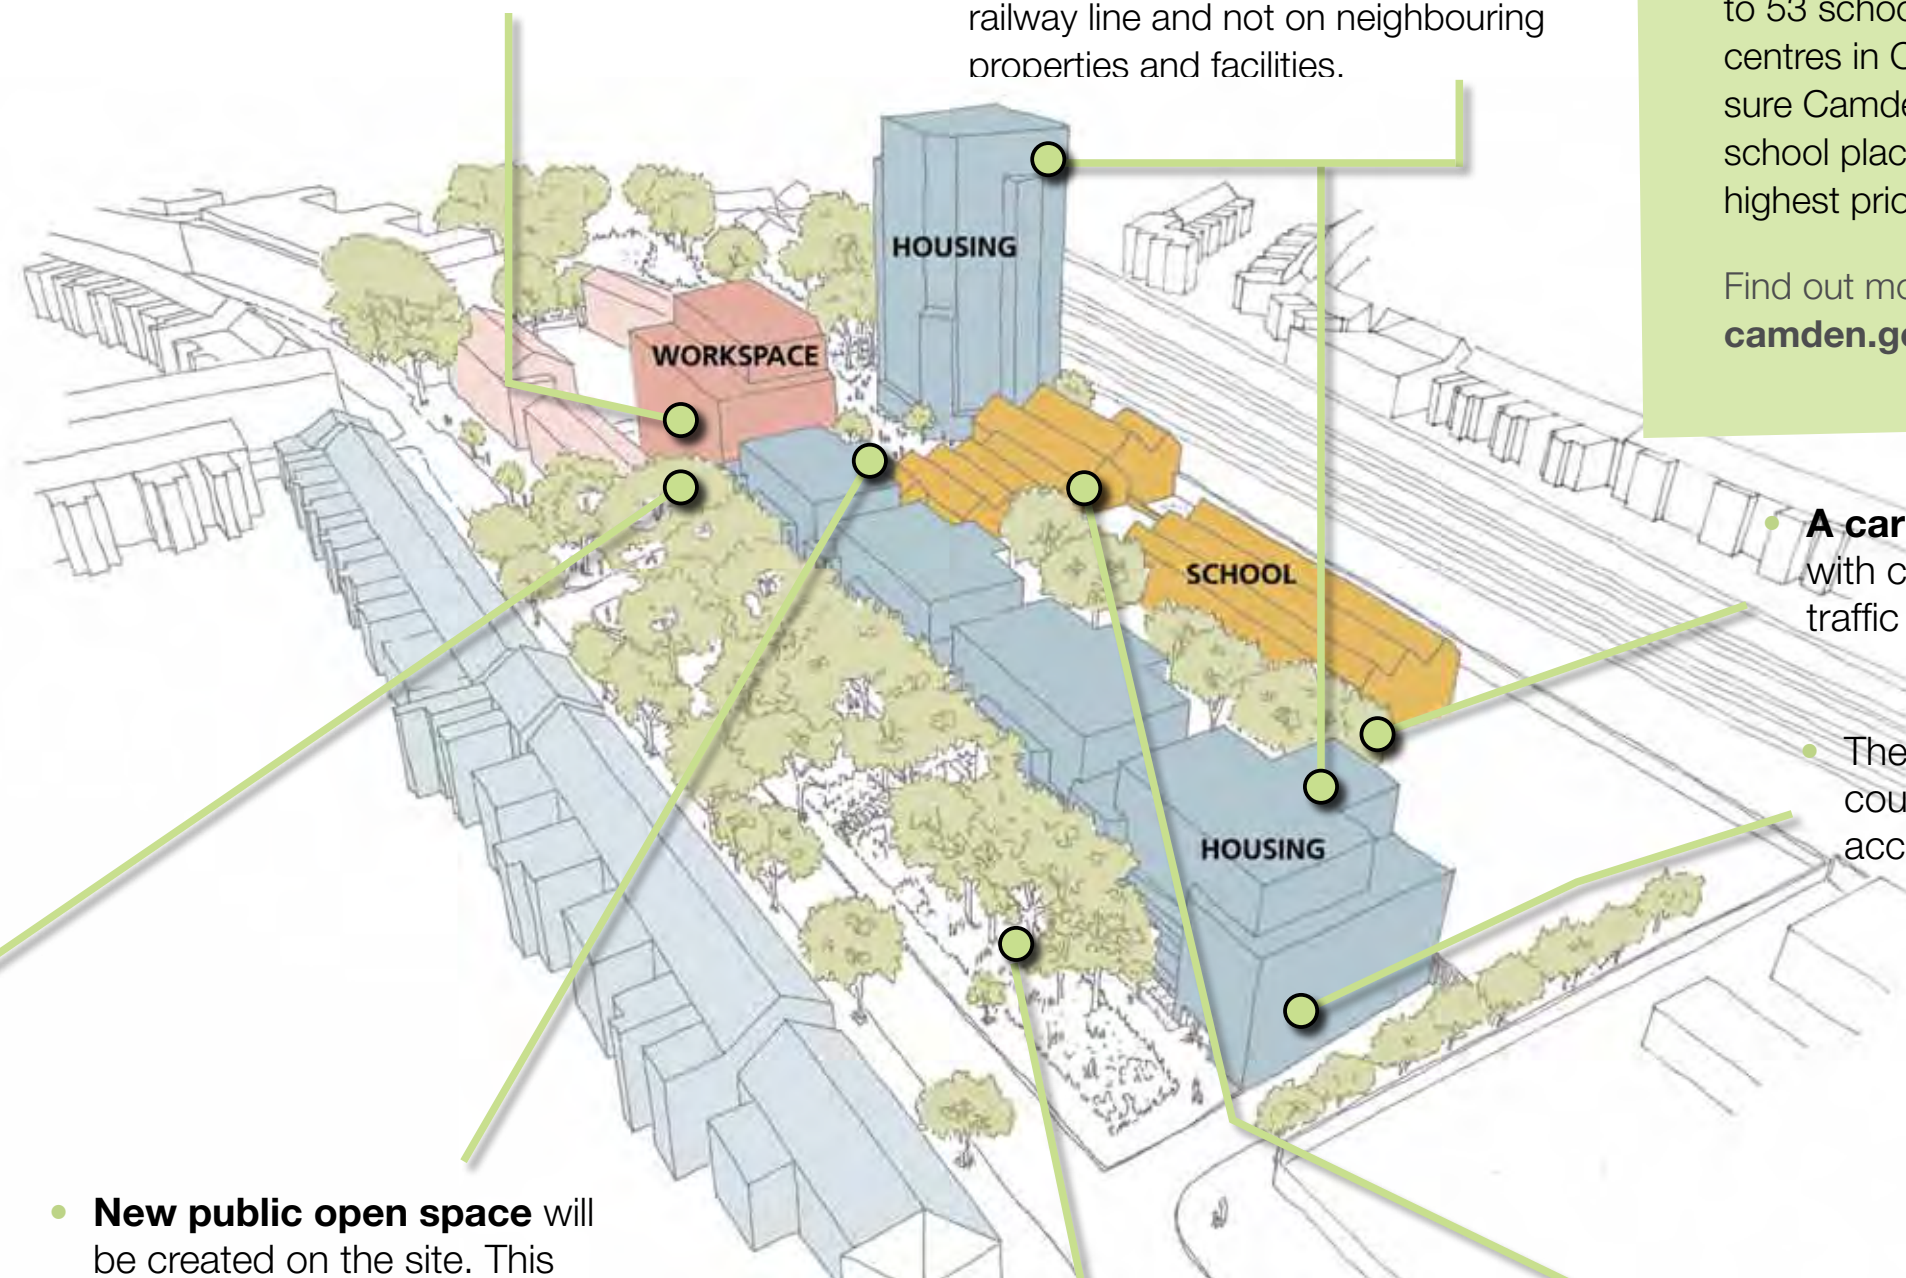 railway line and not on neighbouring
properties and facilities.
to 53 schoo
centres in C
sure Camde
school plac
highest prio
Find out mo
camden.go
HOUSING
WORKSPACE
SCHOOL
HOUSING
• A car
with c
traffic
• The
cou
acc
• New public open space will
be created on the site. This